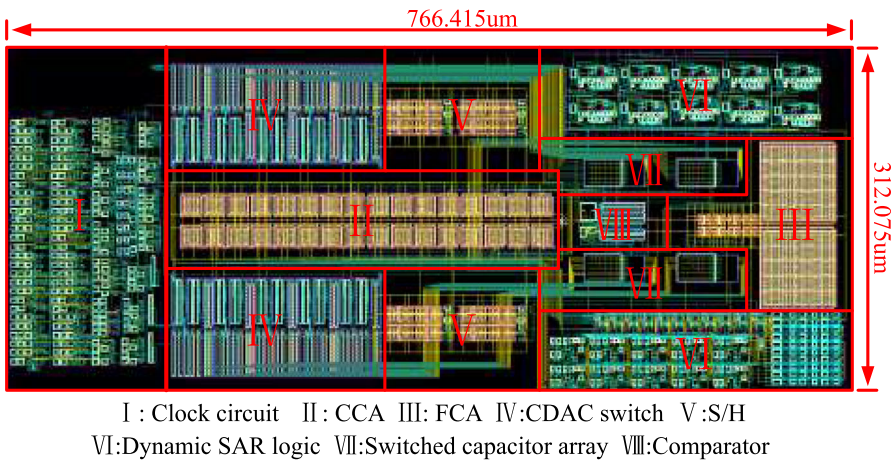 766.415um
Ⅳ Ⅴ Ⅵ
Ⅶ
Ⅰ Ⅱ Ⅷ Ⅲ
312.075um
Ⅶ
Ⅳ Ⅴ Ⅵ
Ⅰ : Clock circuit Ⅱ : CCA Ⅲ: FCA Ⅳ:CDAC switch Ⅴ:S/H
Ⅵ:Dynamic SAR logic Ⅶ:Switched capacitor array Ⅷ:Comparator